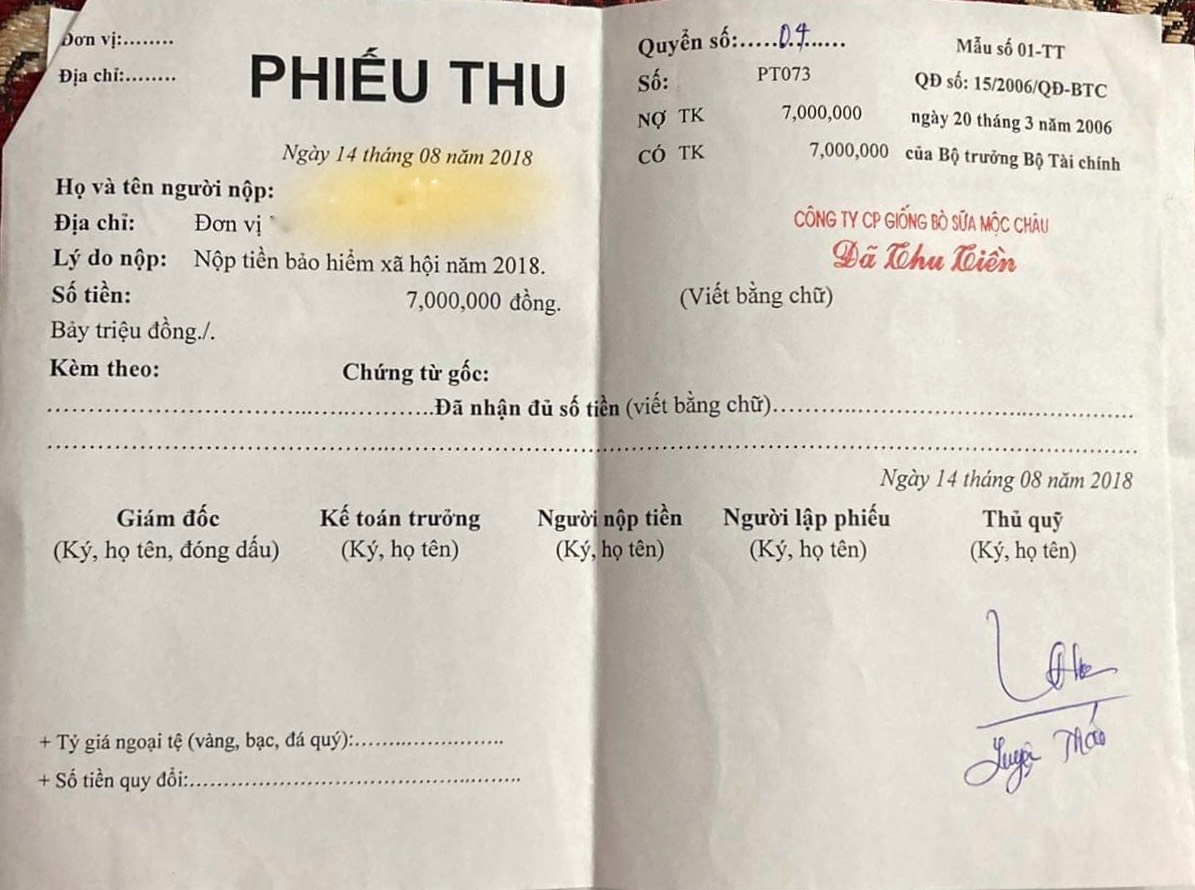 Đơn vị:........
Địa chỉ:........
PHIẾU THU
Ngày 14 tháng 08 năm 2018
Quyển số:.....04......
Số: PT073
NỢ TK 7,000,000
CÓ TK 7,000,000
Mẫu số 01-TT
QĐ số: 15/2006/QĐ-BTC
ngày 20 tháng 3 năm 2006
của Bộ trưởng Bộ Tài chính
Họ và tên người nộp:
Địa chỉ: Đơn vị
Lý do nộp: Nộp tiền bảo hiểm xã hội năm 2018.
CÔNG TY CP GIỐNG BÒ SỮA MỘC CHÂU
Đã Thu Tiền
Số tiền: 7,000,000 đồng. (Viết bằng chữ)
Bảy triệu đồng./.
Kèm theo: Chứng từ gốc:
..........Đã nhận đủ số tiền (viết bằng chữ)..........
Ngày 14 tháng 08 năm 2018
Giám đốc Kế toán trưởng Người nộp tiền Người lập phiếu Thủ quỹ
(Ký, họ tên, đóng dấu) (Ký, họ tên) (Ký, họ tên) (Ký, họ tên) (Ký, họ tên)
Thảo
+ Tỷ giá ngoại tệ (vàng, bạc, đá quý):..........
+ Số tiền quy đổi:..........